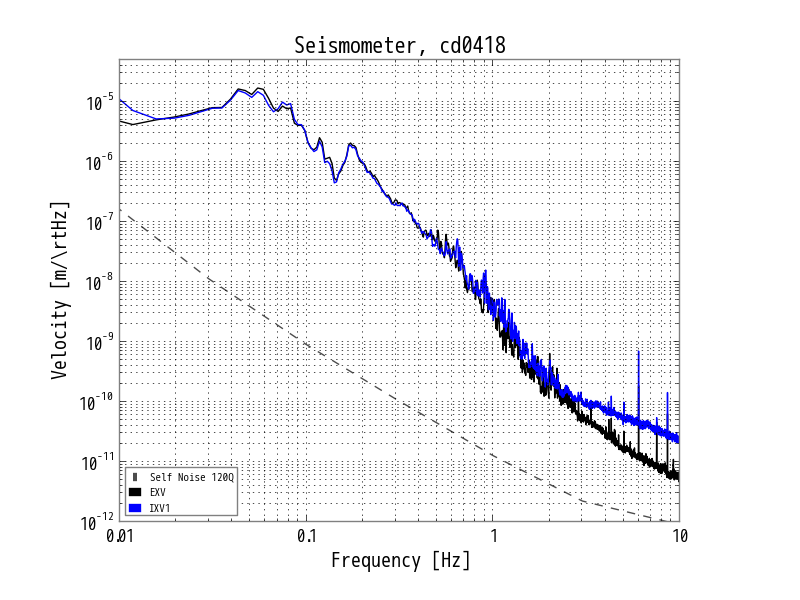 Seismometer, cd0418
Velocity [m/\rtHz]
10^-5
10^-6
10^-7
10^-8
10^-9
10^-10
10^-11
10^-12
Self Noise 120Q
EXV
IXV1
0.01 0.1 1 10
Frequency [Hz]